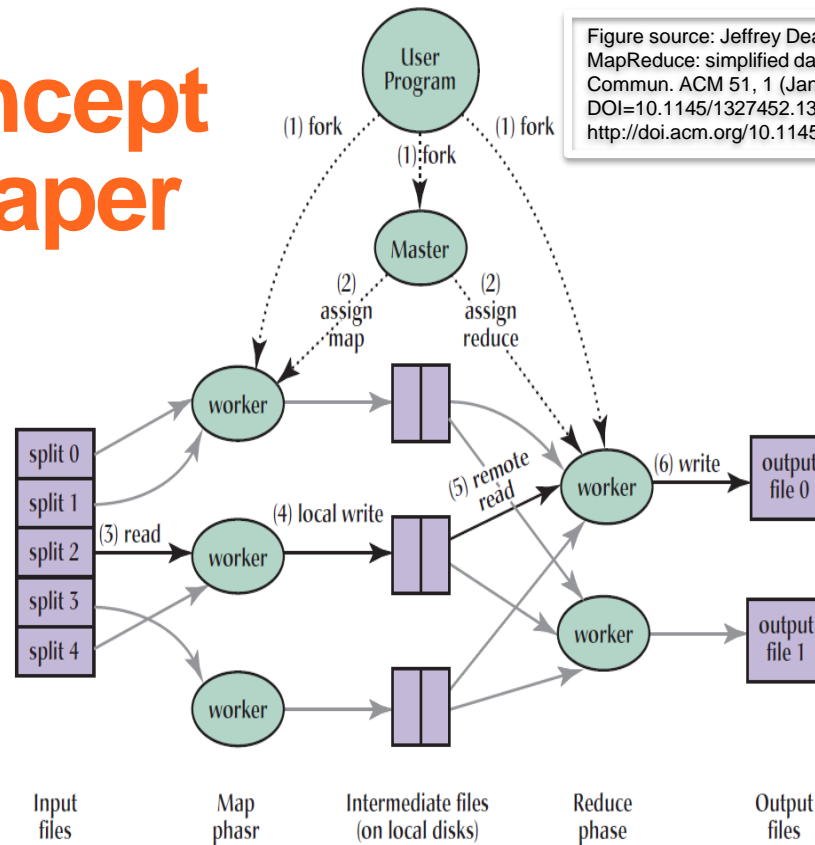 ncept
aper
Figure source: Jeffrey Dea
MapReduce: simplified da
Commun. ACM 51, 1 (Jan
DOI=10.1145/1327452.13
http://doi.acm.org/10.1145
User
Program
(1) fork
(1) fork
(1) fork
Master
(2)
assign
map
(2)
assign
reduce
worker
split 0
split 1
split 2
split 3
split 4
(3) read
worker
(4) local write
worker
(5) remote
read
worker
(6) write
output
file 0
worker
output
file 1
Input
files
Map
phasr
Intermediate files
(on local disks)
Reduce
phase
Output
files